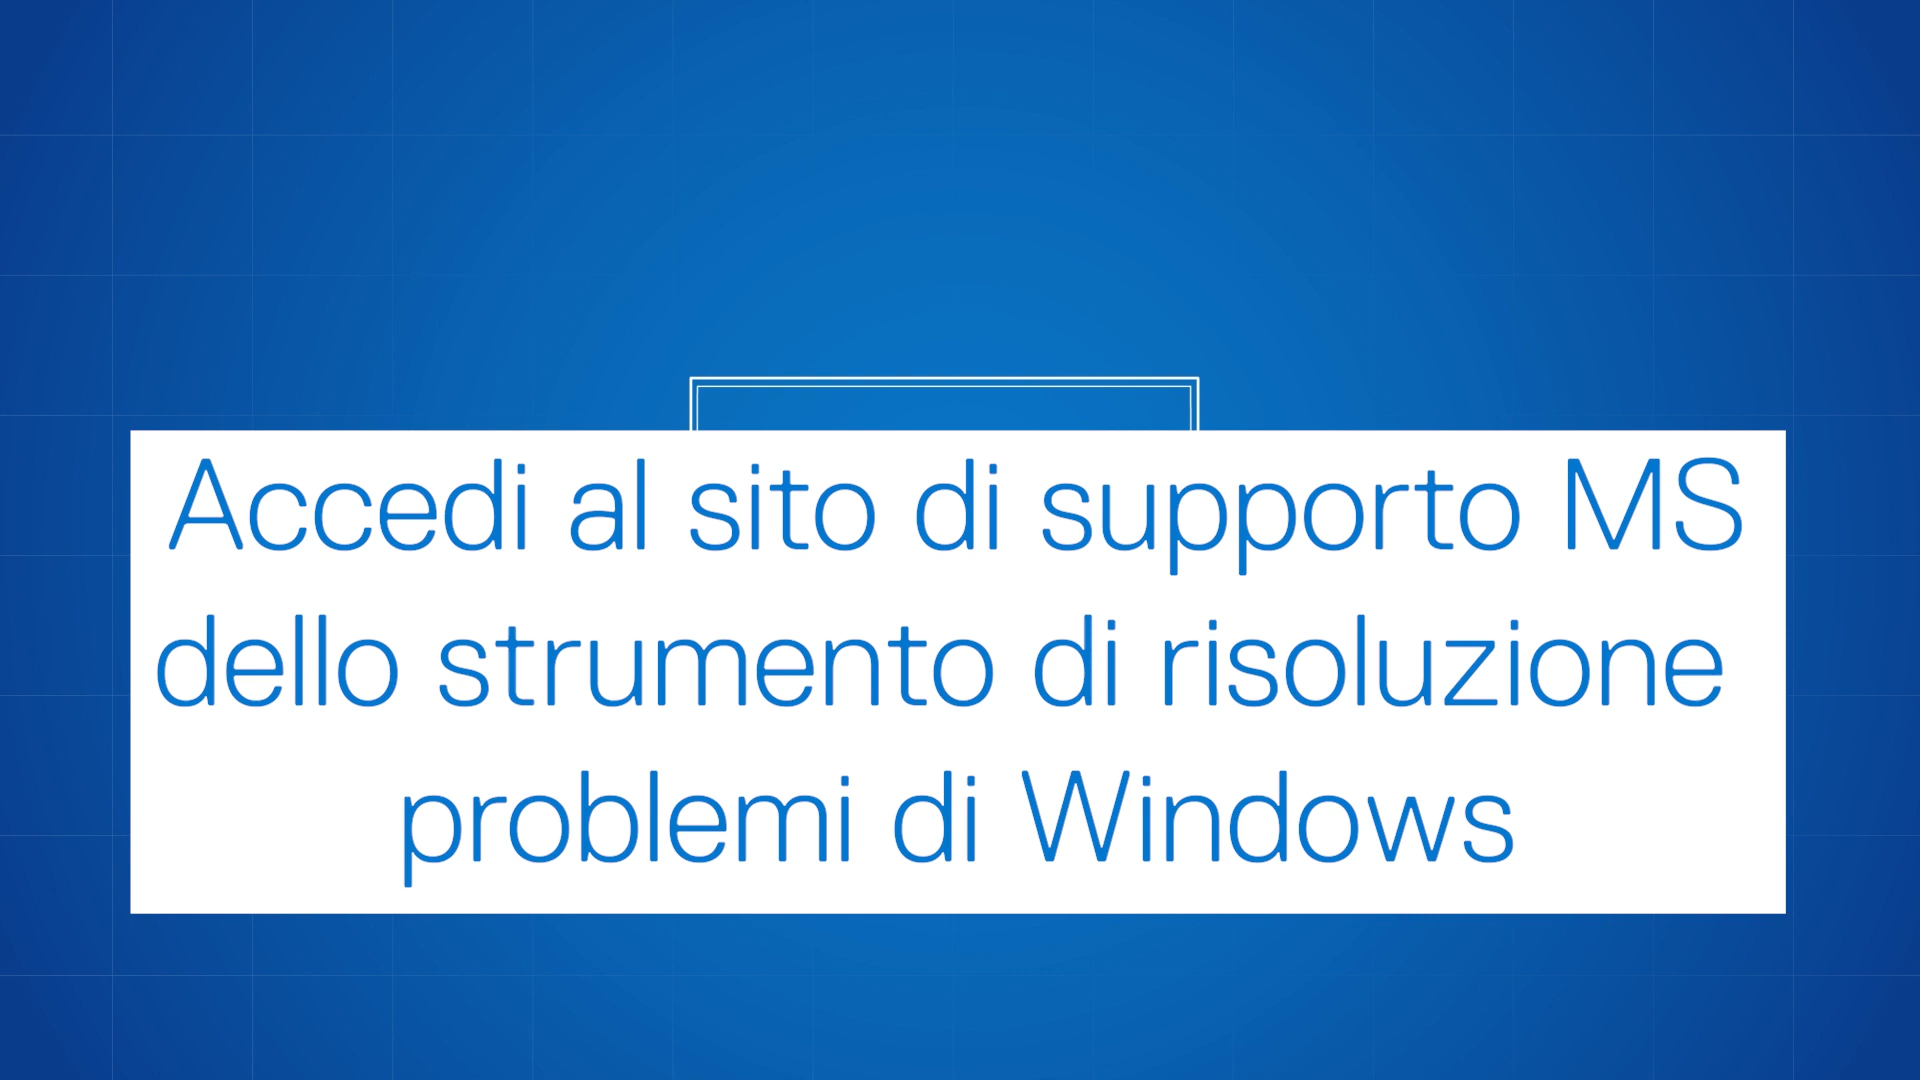 Accedi al sito di supporto MS
dello strumento di risoluzione
problemi di Windows